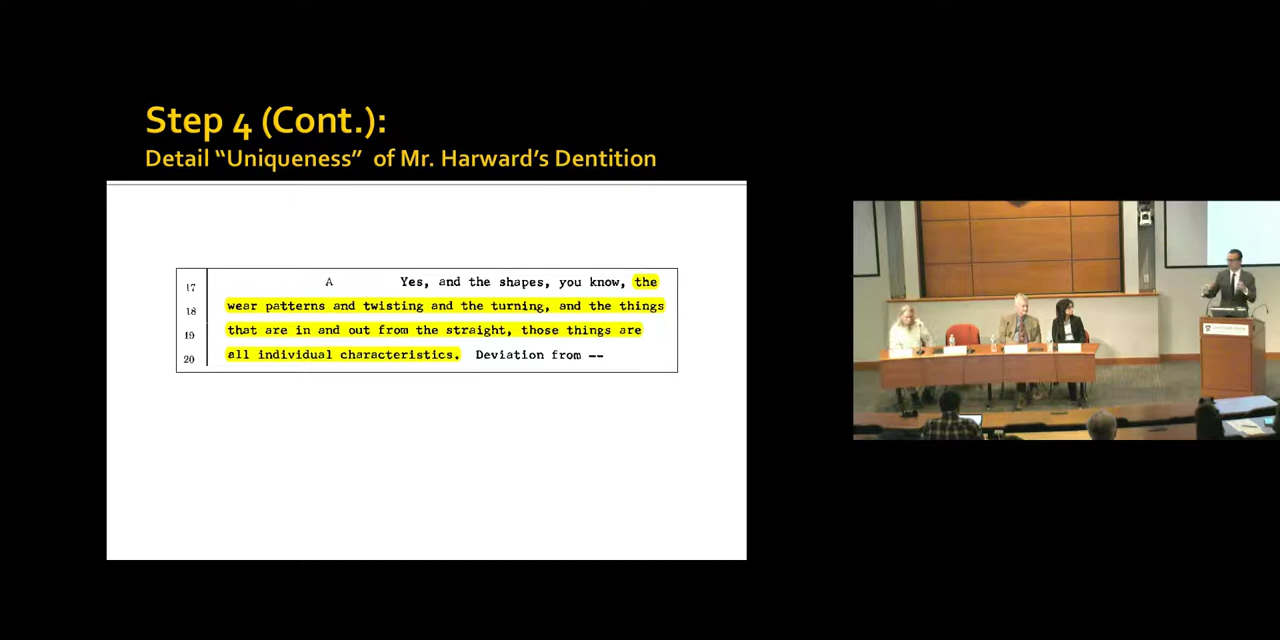 Step 4 (Cont.):
Detail “Uniqueness” of Mr. Harward’s Dentition
17 A Yes, and the shapes, you know, the
18 wear patterns and twisting and the turning, and the things
19 that are in and out from the straight, those things are
20 all individual characteristics. Deviation from --